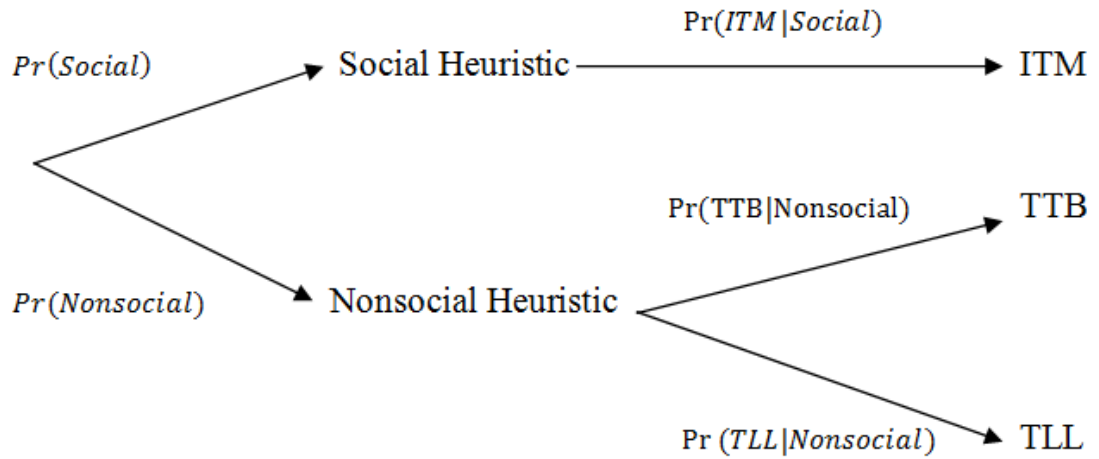 Pr(ITM|Social)
Pr(Social)
Social Heuristic
ITM
Pr(TTB|Nonsocial)
TTB
Pr(Nonsocial)
Nonsocial Heuristic
Pr (TLL|Nonsocial)
TLL